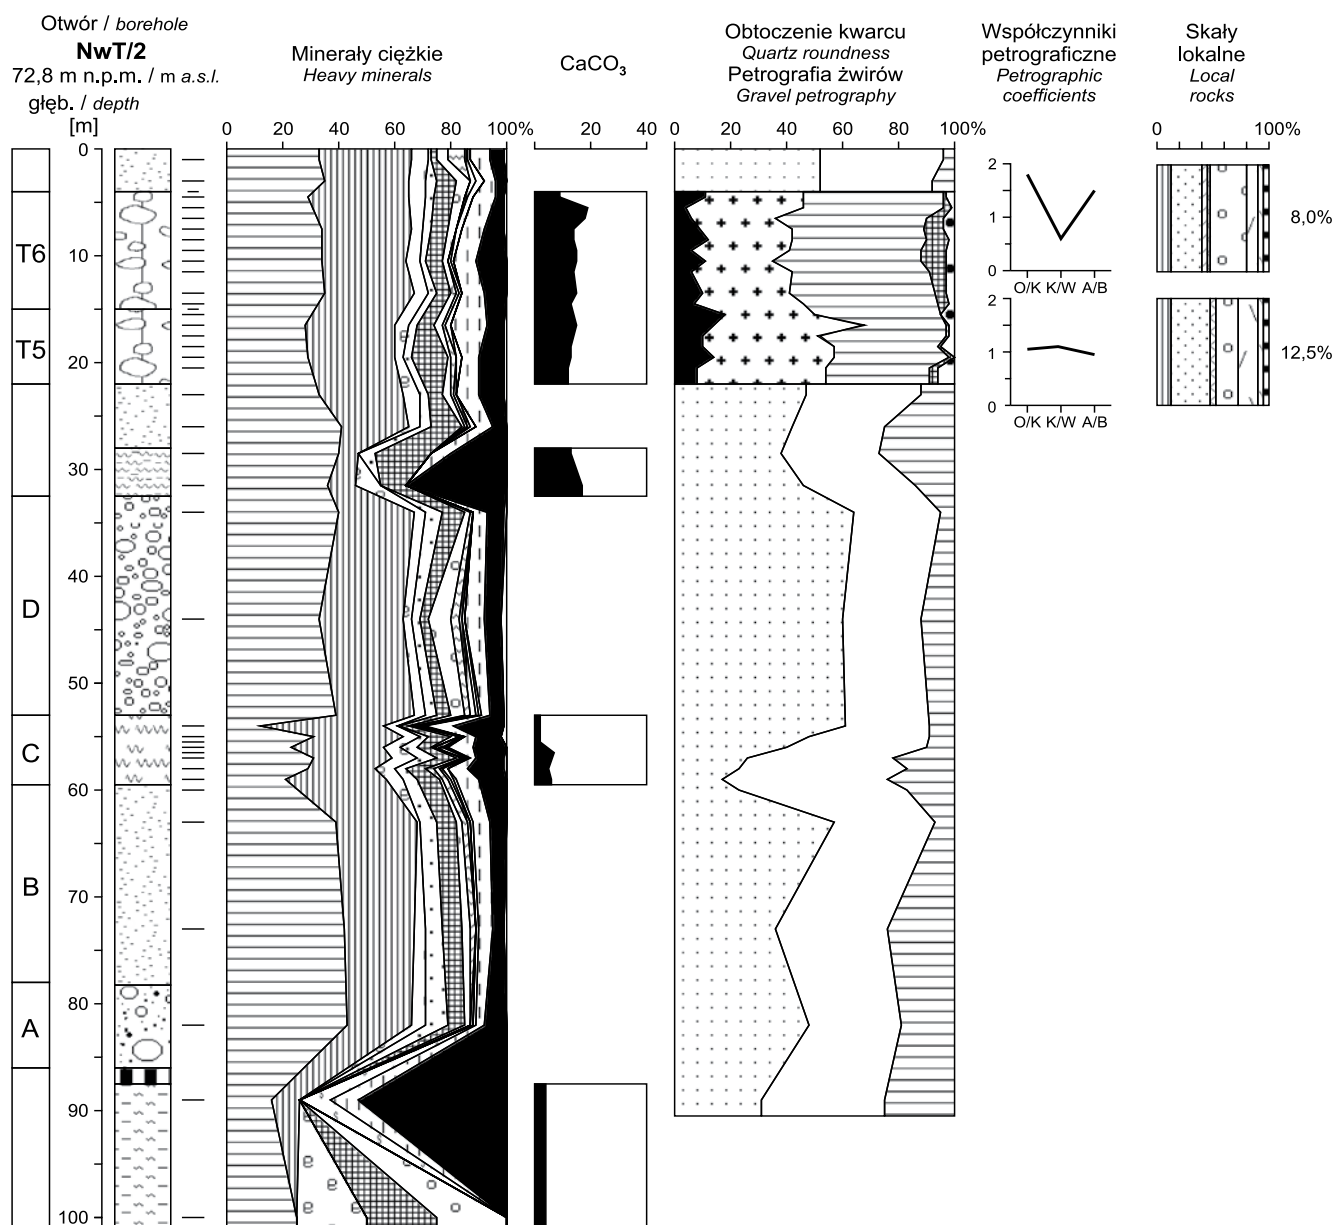 Otwór / borehole
NwT/2
72,8 m n.p.m. / m a.s.l.
głęb. / depth
[m]
Minerały ciężkie
Heavy minerals
CaCO₃
Obtoczenie kwarcu
Quartz roundness
Petrografia żwirów
Gravel petrography
Współczynniki
petrograficzne
Petrographic
coefficients
Skały
lokalne
Local
rocks
0 20 40 60 80 100%
20 40
0 20 40 60 80 100%
0 100%
0
10
20
30
40
50
60
70
80
90
100
T6
T5
D
C
B
A
2
1
0
O/K K/W A/B
8,0%
2
1
0
O/K K/W A/B
12,5%